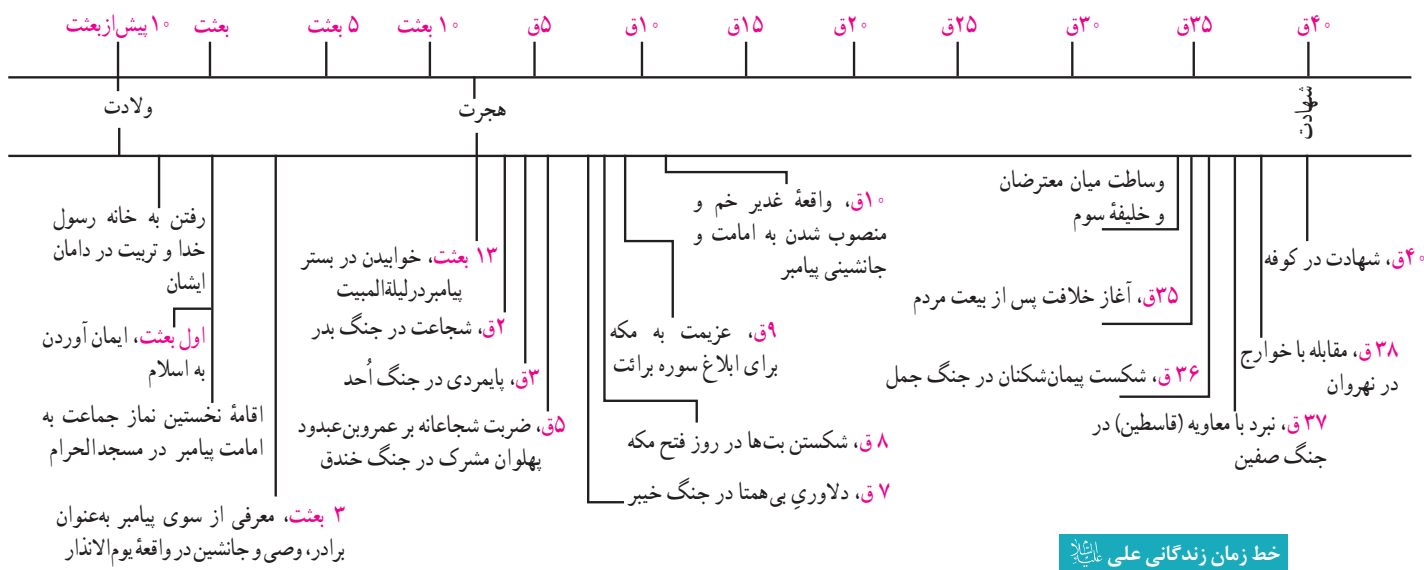 ۱۰ پیش‌از‌بعثت
بعثت
۵ بعثت
۱۰ بعثت
۵ق
۱۰ق
۱۵ق
۲۰ق
۲۵ق
۳۰ق
۳۵ق
۴۰ق
ولادت
هجرت
شهادت
رفتن به خانه رسول
خدا و تربیت در دامان
ایشان
اول بعثت، ایمان آوردن
به اسلام
اقامهٔ نخستین نماز جماعت به
امامت پیامبر در مسجدالحرام
۳ بعثت، معرفی از سوی پیامبر به‌عنوان
برادر، وصی و جانشین در واقعهٔ یوم‌الانذار
۱۳ بعثت، خوابیدن در بستر
پیامبر در لیلةالمبیت
۲ق، شجاعت در جنگ بدر
۳ق، پایمردی در جنگ اُحد
۵ق، ضربت شجاعانه بر عمروبن‌عبدود
پهلوان مشرک در جنگ خندق
۷ ق، دلاوریِ بی‌همتا در جنگ خیبر
۸ ق، شکستن بت‌ها در روز فتح مکه
۹ق، عزیمت به مکه
برای ابلاغ سوره برائت
۱۰ق، واقعهٔ غدیر خم و
منصوب شدن به امامت و
جانشینی پیامبر
وساطت میان معترضان
و خلیفهٔ سوم
۳۵ق، آغاز خلافت پس از بیعت مردم
۳۶ ق، شکست پیمان‌شکنان در جنگ جمل
۳۷ ق، نبرد با معاویه (قاسطین) در
جنگ صفین
۳۸ ق، مقابله با خوارج
در نهروان
۴۰ق، شهادت در کوفه
خط زمان زندگانی علی علیه‌السلام